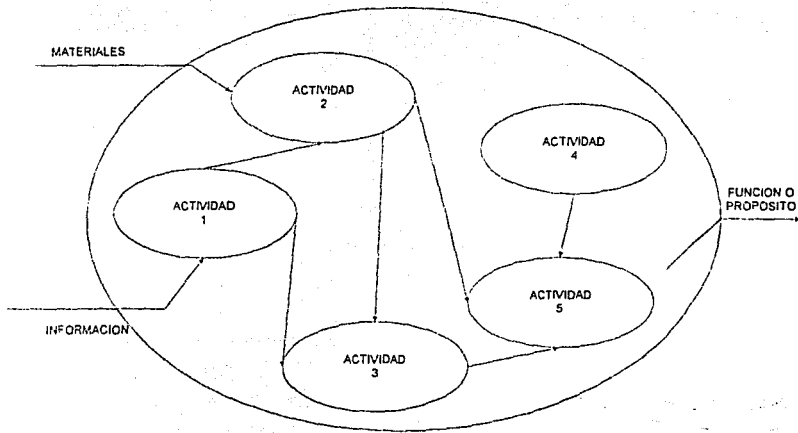 MATERIALES
ACTIVIDAD
2
ACTIVIDAD
4
FUNCION O
PROPOSITO
ACTIVIDAD
1
ACTIVIDAD
5
INFORMACION
ACTIVIDAD
3